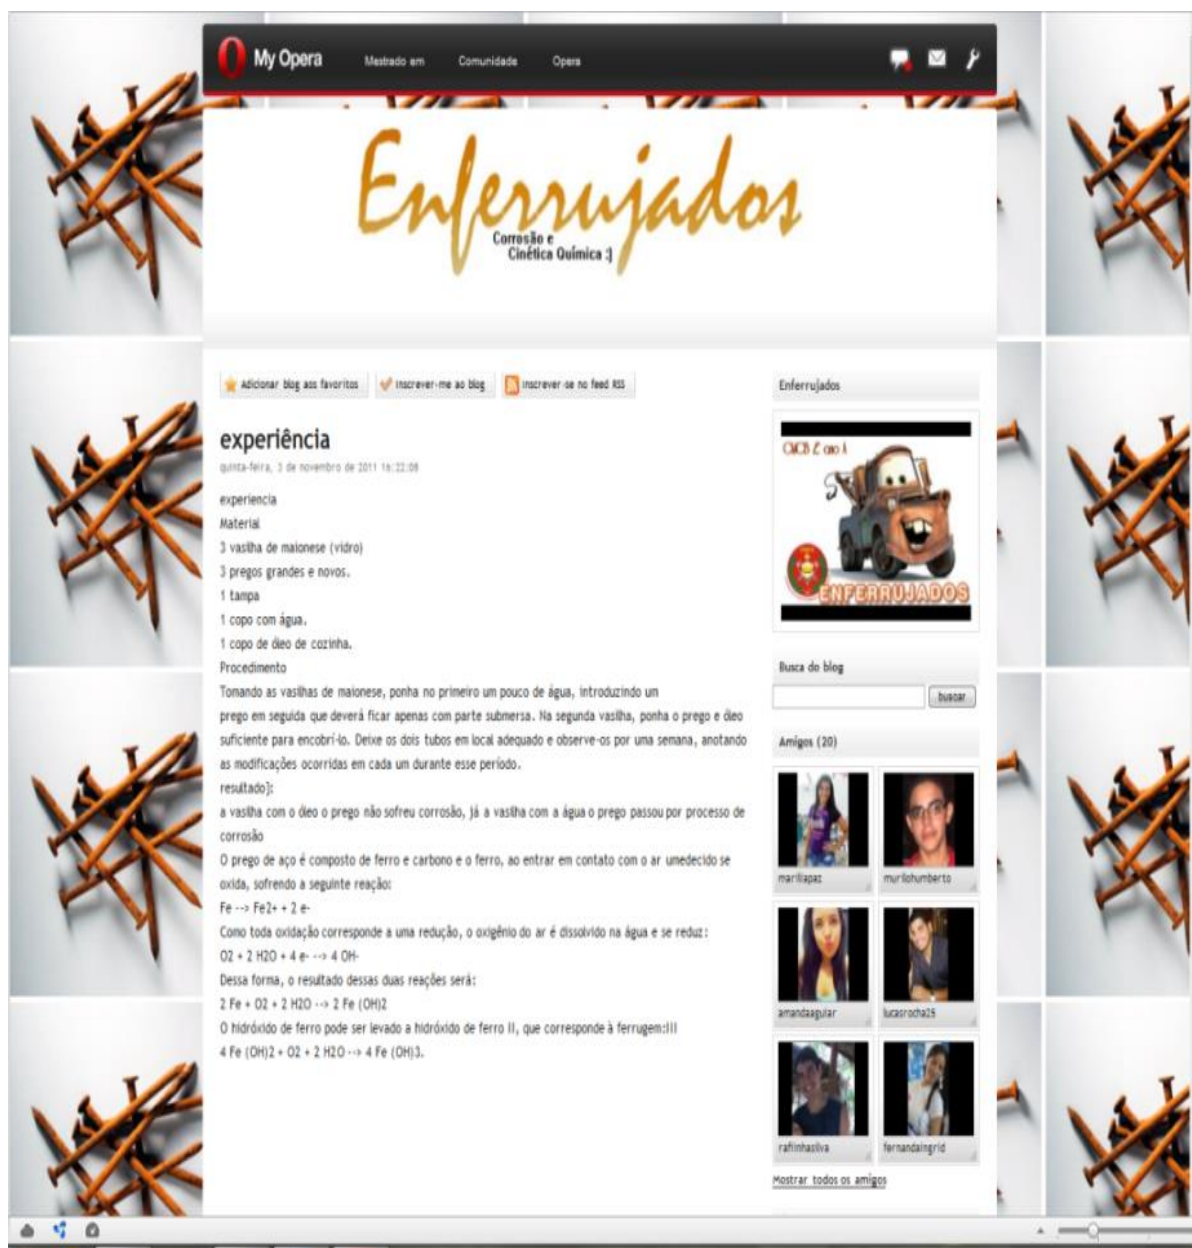 My Opera
Mestrado em
Comunidade
Opera
Enferrujados
Corrosão e
Cinética Química :]
Adicionar blog aos favoritos
Inscrever-me ao blog
Inscrever-se no feed RSS
experiência
quinta-feira, 3 de novembro de 2011 16:22:08
experiencia
Material
3 vasilha de maionese (vidro)
3 pregos grandes e novos.
1 tampa
1 copo com água.
1 copo de óleo de cozinha.
Procedimento
Tomando as vasilhas de maionese, ponha no primeiro um pouco de água, introduzindo um
prego em seguida que deverá ficar apenas com parte submersa. Na segunda vasilha, ponha o prego e óleo
suficiente para encobrí-lo. Deixe os dois tubos em local adequado e observe-os por uma semana, anotando
as modificações ocorridas em cada um durante esse período.
resultado]:
a vasilha com o óleo o prego não sofreu corrosão, já a vasilha com a água o prego passou por processo de
corrosão
O prego de aço é composto de ferro e carbono e o ferro, ao entrar em contato com o ar umedecido se
oxida, sofrendo a seguinte reação:
Fe --> Fe2+ + 2 e-
Como toda oxidação corresponde a uma redução, o oxigênio do ar é dissolvido na água e se reduz:
O2 + 2 H2O + 4 e- --> 4 OH-
Dessa forma, o resultado dessas duas reações será:
2 Fe + O2 + 2 H2O --> 2 Fe (OH)2
O hidróxido de ferro pode ser levado a hidróxido de ferro II, que corresponde à ferrugem:III
4 Fe (OH)2 + O2 + 2 H2O --> 4 Fe (OH)3.
Enferrujados
ano A
ENFERRUJADOS
Busca do blog
buscar
Amigos (20)
mariliapaz
murilohumberto
amandaaguiar
lucasrocha25
rafiinhasilva
fernandaingrid
Mostrar todos os amigos